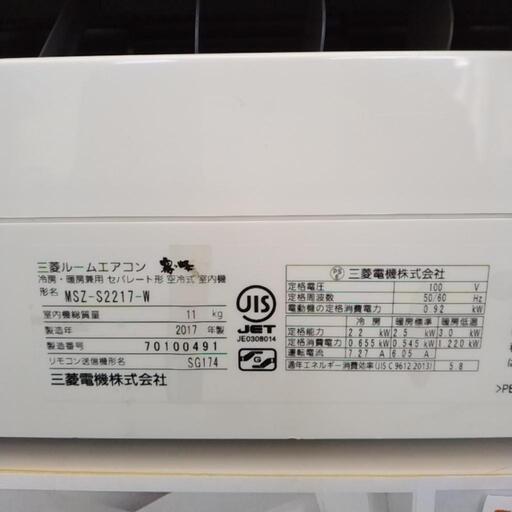 三菱ルームエアコン
冷房・暖房兼用 セパレート形 空冷式 室内機
形名 MSZ-S2217-W
室内機総質量 11 kg
製造年 2017 年製
製造番号 70100491
リモコン送信機形名 SG174
三菱電機株式会社
JIS
JET
JE0308014
G
PS E 三菱電機株式会社
定格電圧 100 V
定格周波数 50/60 Hz
電動機の定格消費電力 0.92 kW
冷房 暖房標準 暖房低温
定格能力 2.2 kW 2.5 kW 3.0 kW
定格消費電力 0.655 kW 0.545 kW 1.220 kW
運転電流 7.27 A 6.05 A
通年エネルギー消費効率(JIS C 9612:2013) 5.8
>PS